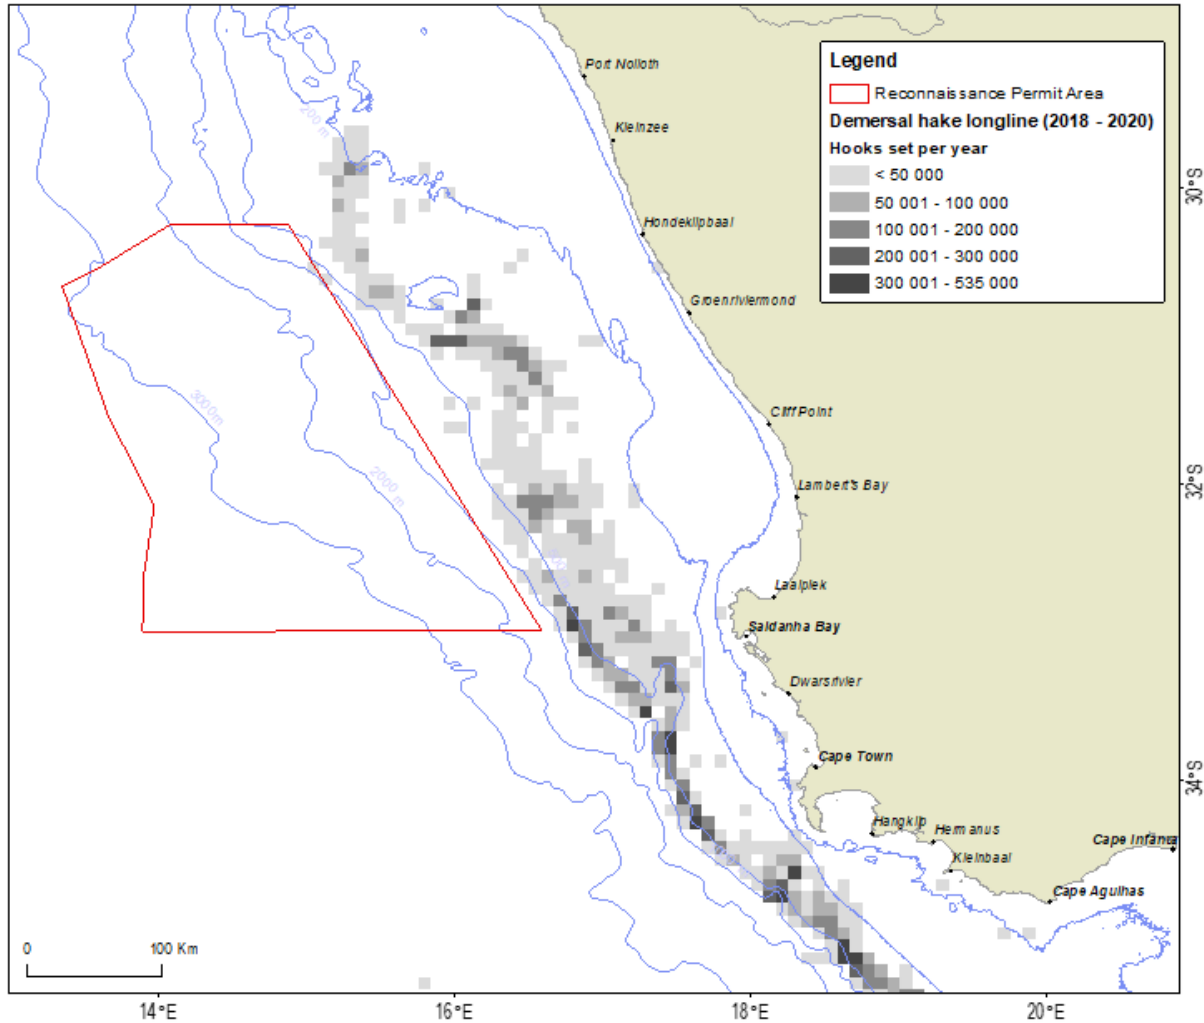 Port Nolloth
Kleinzee
Hondeklipbaai
Groenriviermond
Cliff Point
Lambert's Bay
Laaiplek
Saldanha Bay
Dwarsrivier
Cape Town
Hangklip
Hermanus
Kleinbaai
Cape Infanta
Cape Agulhas
200 m
3000m
2000 m
500 m
Legend
Reconnaissance Permit Area
Demersal hake longline (2018 - 2020)
Hooks set per year
< 50 000
50 001 - 100 000
100 001 - 200 000
200 001 - 300 000
300 001 - 535 000
30°S
32°S
34°S
0 100 Km
14°E 16°E 18°E 20°E